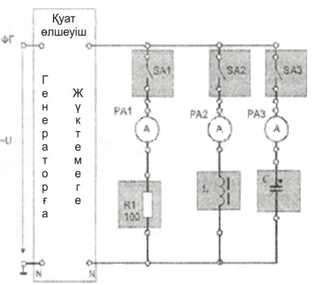 Қуат
өлшеуіш
ФГ
SA1
SA2
SA3
Генераторға
Жүктемеге
PA1
PA2
PA3
A
A
A
~U
R1
100
L
C
N
N